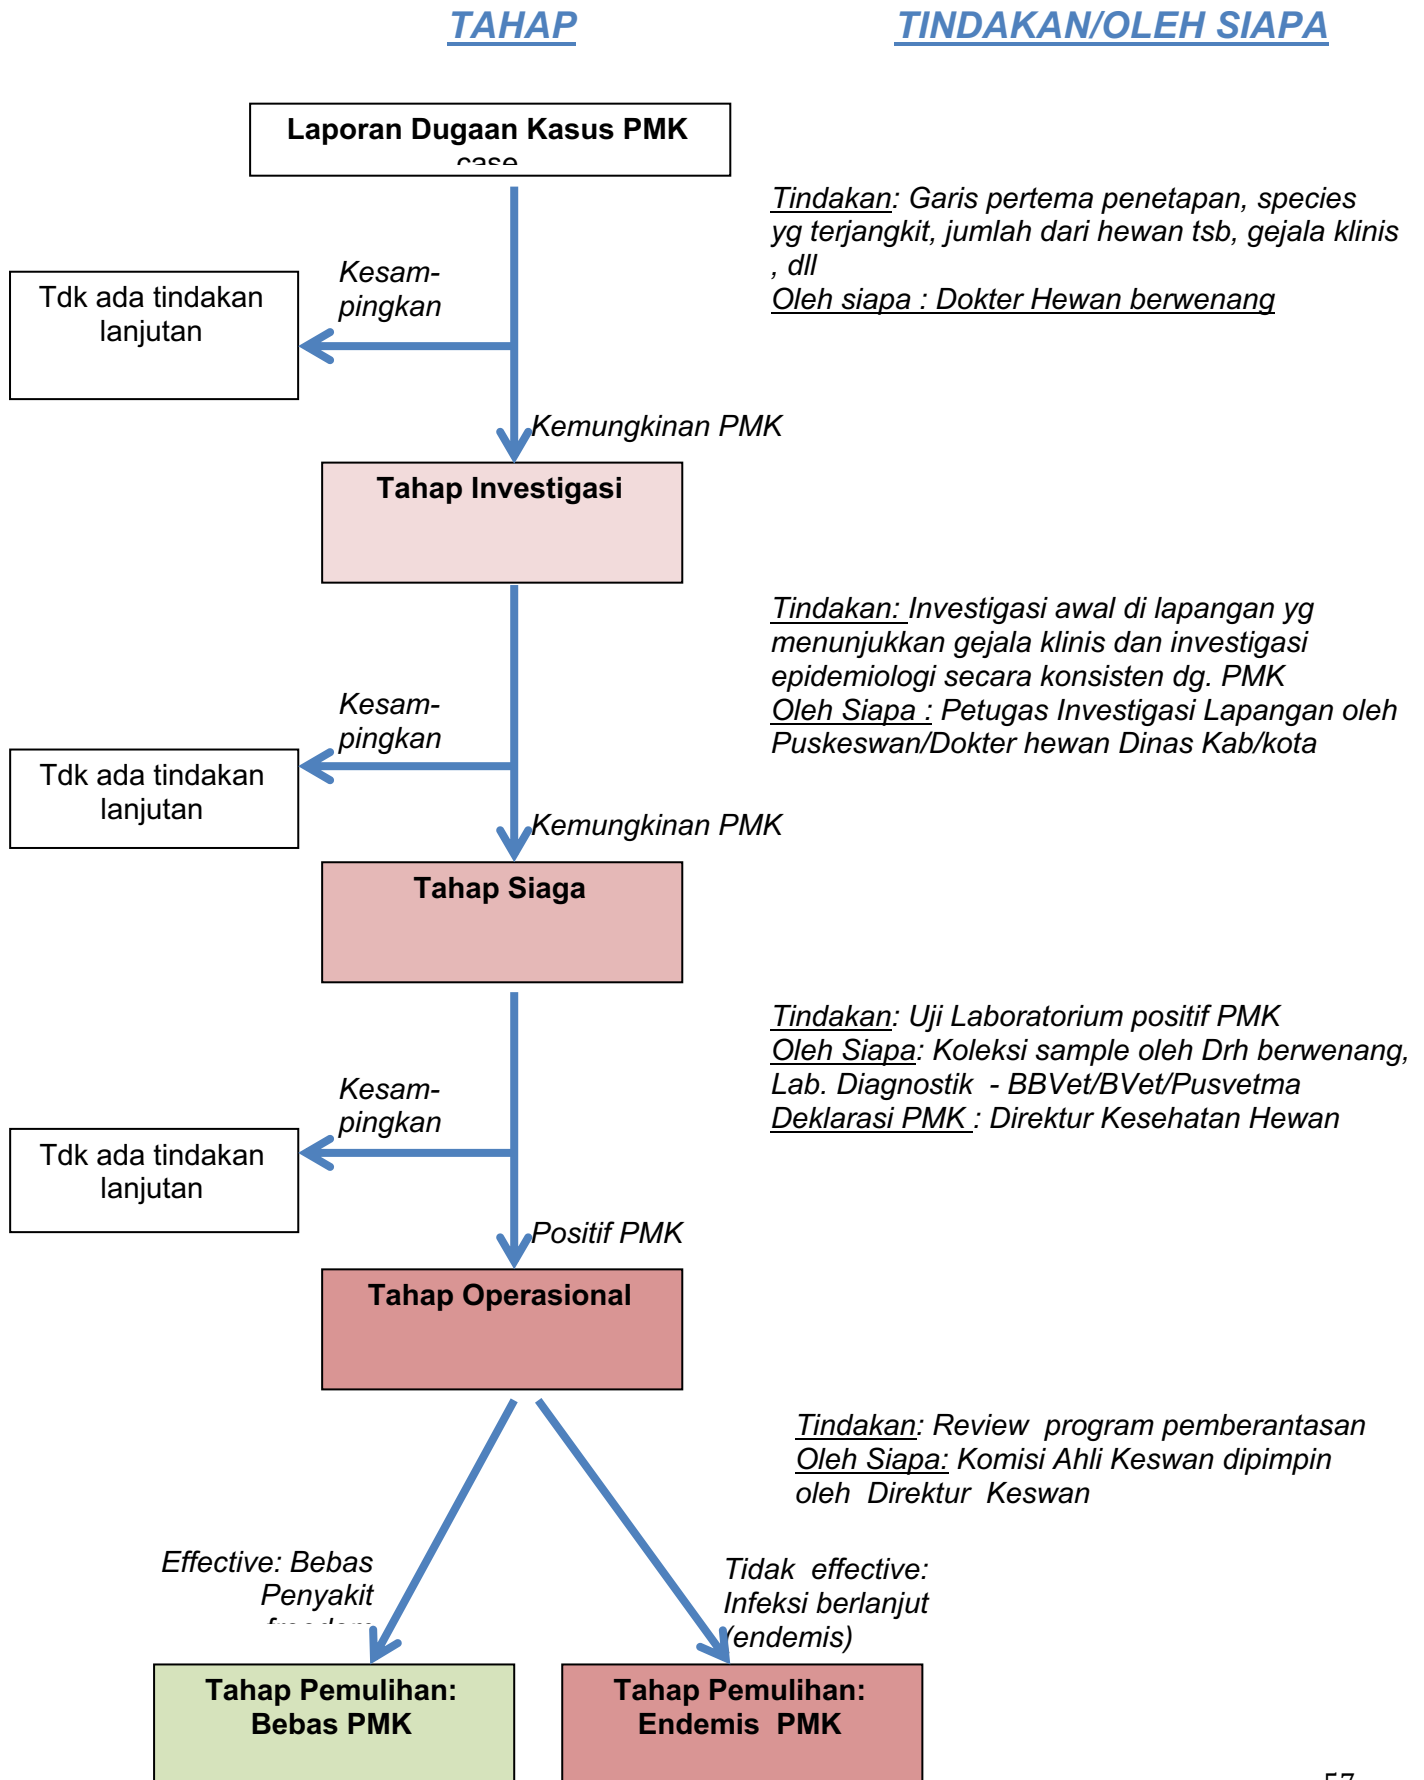 TAHAP
TINDAKAN/OLEH SIAPA
Laporan Dugaan Kasus PMK
case
Tindakan: Garis pertema penetapan, species
yg terjangkit, jumlah dari hewan tsb, gejala klinis
, dll
Oleh siapa : Dokter Hewan berwenang
Kesam-
pingkan
Tdk ada tindakan
lanjutan
Kemungkinan PMK
Tahap Investigasi
Tindakan: Investigasi awal di lapangan yg
menunjukkan gejala klinis dan investigasi
epidemiologi secara konsisten dg. PMK
Oleh Siapa : Petugas Investigasi Lapangan oleh
Puskeswan/Dokter hewan Dinas Kab/kota
Kesam-
pingkan
Tdk ada tindakan
lanjutan
Kemungkinan PMK
Tahap Siaga
Tindakan: Uji Laboratorium positif PMK
Oleh Siapa: Koleksi sample oleh Drh berwenang,
Lab. Diagnostik - BBVet/BVet/Pusvetma
Deklarasi PMK : Direktur Kesehatan Hewan
Kesam-
pingkan
Tdk ada tindakan
lanjutan
Positif PMK
Tahap Operasional
Tindakan: Review program pemberantasan
Oleh Siapa: Komisi Ahli Keswan dipimpin
oleh Direktur Keswan
Effective: Bebas
Penyakit
freedom
Tidak effective:
Infeksi berlanjut
(endemis)
Tahap Pemulihan:
Bebas PMK
Tahap Pemulihan:
Endemis PMK
57